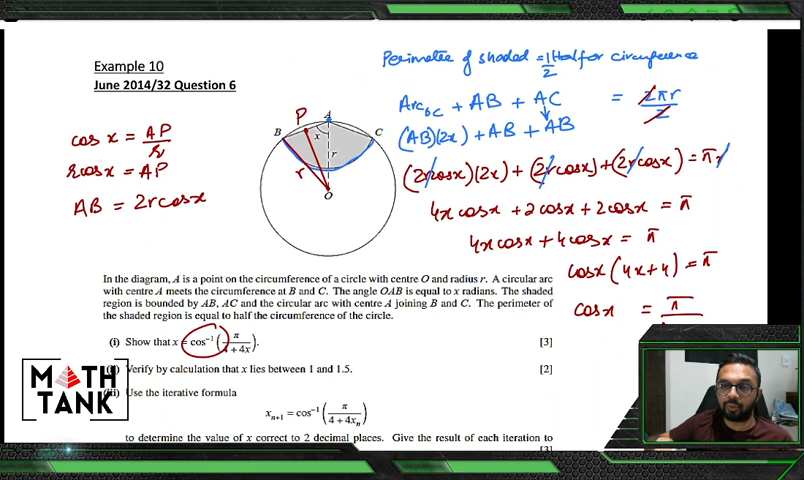 Example 10
June 2014/32 Question 6
cos x = AP/r
rcosx = AP
AB = 2rcosx
P
A
B
C
x
r
r
O
Perimeter of shaded = 1/2 for circumference
Arc BC + AB + AC = 2πr/2
(AB)(2x) + AB + AB
(2rcosx)(2x) + (2rcosx) + (2rcosx) = πr
4xcosx + 2cosx + 2cosx = π
4xcosx + 4cosx = π
cosx(4x+4) = π
cosx = π
In the diagram, A is a point on the circumference of a circle with centre O and radius r. A circular arc
with centre A meets the circumference at B and C. The angle OAB is equal to x radians. The shaded
region is bounded by AB, AC and the circular arc with centre A joining B and C. The perimeter of
the shaded region is equal to half the circumference of the circle.
(i) Show that x = cos⁻¹(π/4 + 4x). [3]
Verify by calculation that x lies between 1 and 1.5. [2]
(iii) Use the iterative formula
xₙ₊₁ = cos⁻¹(π/4 + 4xₙ)
to determine the value of x correct to 2 decimal places. Give the result of each iteration to
[3]
MATH
TANK